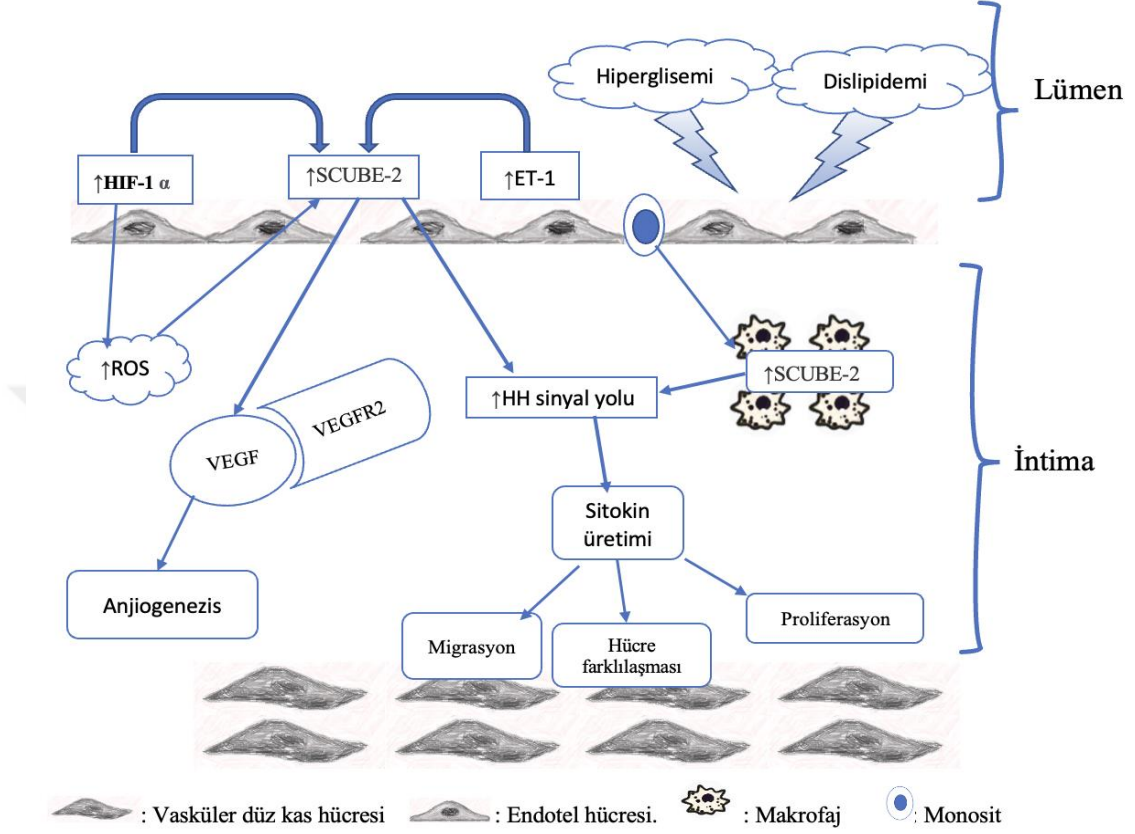 Hiperglisemi
Dislipidemi
Lümen
↑HIF-1 α
↑SCUBE-2
↑ET-1
↑ROS
↑SCUBE-2
↑HH sinyal yolu
VEGFR2
VEGF
İntima
Sitokin
üretimi
Anjiogenezis
Migrasyon
Hücre
farklılaşması
Proliferasyon
: Vasküler düz kas hücresi
: Endotel hücresi.
: Makrofaj
: Monosit